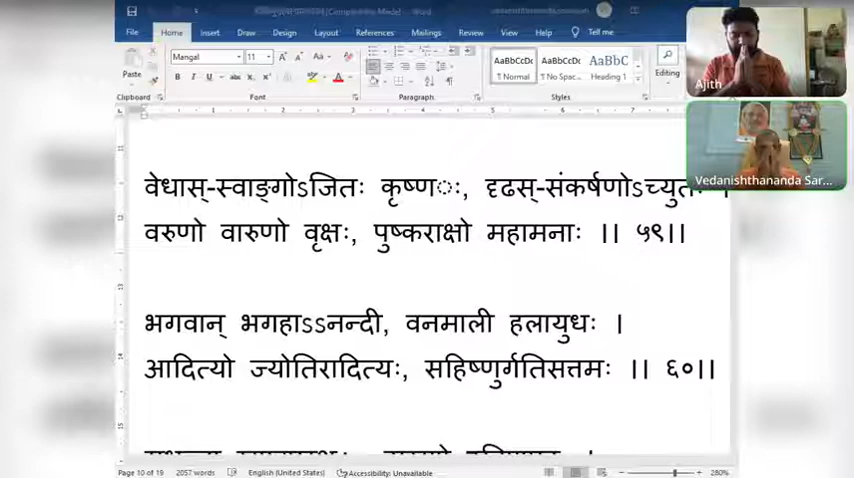 Word
File Home Insert Draw Design Layout References Mailings Review View Help Tell me
Ajith
Paste
Mangal 11
Clipboard Font Paragraph Styles Editing
AaBbCcDc AaBbCcDc AaBbC
¶ Normal ¶ No Spac... Heading 1
Vedanishthananda Sar...
वेधास्-स्वाङ्गोऽजितः कृष्णः, दृढस्-संकर्षणोऽच्युतः ।
वरुणो वारुणो वृक्षः, पुष्कराक्षो महामनाः ।। ५९।।
भगवान् भगहाऽऽनन्दी, वनमाली हलायुधः ।
आदित्यो ज्योतिरादित्यः, सहिष्णुर्गतिसत्तमः ।। ६०।।
Page 10 of 19 2057 words English (United States) Accessibility: Unavailable 280%